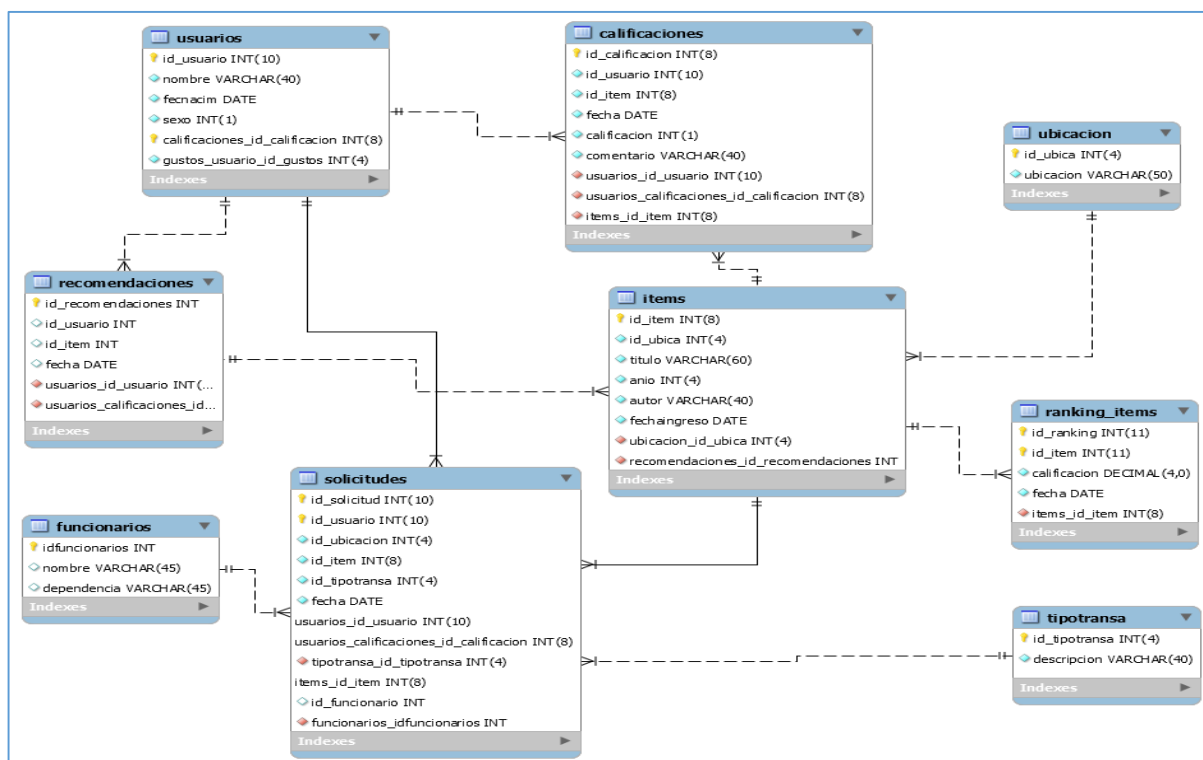 usuarios
id_usuario INT(10)
nombre VARCHAR(40)
fecnacim DATE
sexo INT(1)
calificaciones_id_calificacion INT(8)
gustos_usuario_id_gustos INT(4)
Indexes
calificaciones
id_calificacion INT(8)
id_usuario INT(10)
id_item INT(8)
fecha DATE
calificacion INT(1)
comentario VARCHAR(40)
usuarios_id_usuario INT(10)
usuarios_calificaciones_id_calificacion INT(8)
items_id_item INT(8)
Indexes
ubicacion
id_ubica INT(4)
ubicacion VARCHAR(50)
Indexes
recomendaciones
id_recomendaciones INT
id_usuario INT
id_item INT
fecha DATE
usuarios_id_usuario INT(...
usuarios_calificaciones_id...
Indexes
items
id_item INT(8)
id_ubica INT(4)
titulo VARCHAR(60)
anio INT(4)
autor VARCHAR(40)
fechaingreso DATE
ubicacion_id_ubica INT(4)
recomendaciones_id_recomendaciones INT
Indexes
ranking_items
id_ranking INT(11)
id_item INT(11)
calificacion DECIMAL(4,0)
fecha DATE
items_id_item INT(8)
Indexes
solicitudes
id_solicitud INT(10)
id_usuario INT(10)
id_ubicacion INT(4)
id_item INT(8)
id_tipotransa INT(4)
fecha DATE
usuarios_id_usuario INT(10)
usuarios_calificaciones_id_calificacion INT(8)
tipotransa_id_tipotransa INT(4)
items_id_item INT(8)
id_funcionario INT
funcionarios_idfuncionarios INT
Indexes
funcionarios
idfuncionarios INT
nombre VARCHAR(45)
dependencia VARCHAR(45)
Indexes
tipotransa
id_tipotransa INT(4)
descripcion VARCHAR(40)
Indexes